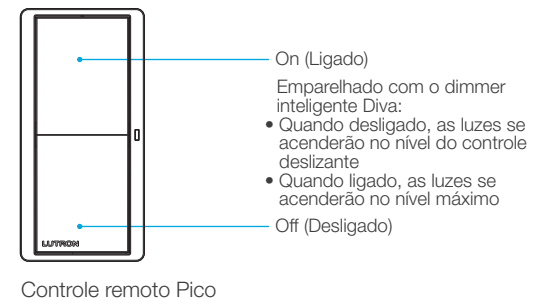 On (Ligado)
Emparelhado com o dimmer
inteligente Diva:
• Quando desligado, as luzes se
acenderão no nível do controle
deslizante
• Quando ligado, as luzes se
acenderão no nível máximo
Off (Desligado)
LUTRON
Controle remoto Pico